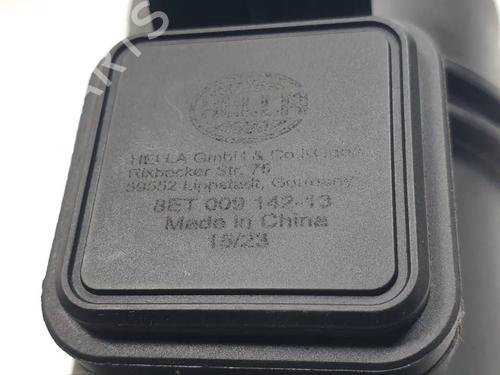 HELLA
HELLA GmbH & Co. KGaA
Rixbecker Str. 75
59552 Lippstadt, Germany
8ET 009 142-13
Made in China
15/23
PARTS